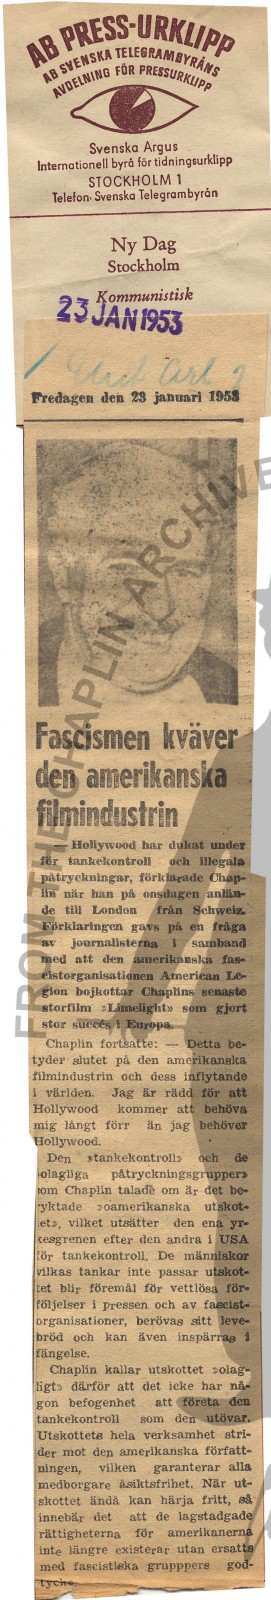 AB PRESS-URKLIPP
AB SVENSKA TELEGRAMBYRÅNS
AVDELNING FÖR PRESSURKLIPP
Svenska Argus
Internationell byrå för tidningsurklipp
STOCKHOLM 1
Telefon: Svenska Telegrambyrån
Ny Dag
Stockholm
Kommunistisk
23 JAN 1953
Fredagen den 23 januari 1953
FROM THE CHAPLIN ARCHIVE
Fascismen kväver
den amerikanska
filmindustrin
— Hollywood har dukat under
för tankekontroll och illegala
påtryckningar, förklarade Chap-
lin när han på onsdagen anlän-
de till London från Schweiz.
Förklaringen gavs på en fråga
av journalisterna i samband
med att den amerikanska fas-
cistorganisationen American Le-
gion bojkottar Chaplins senaste
storfilm »Limelight» som gjort
stor succes i Europa.
Chaplin fortsatte: — Detta be-
tyder slutet på den amerikanska
filmindustrin och dess inflytande
i världen. Jag är rädd för att
Hollywood kommer att behöva
mig långt förr än jag behöver
Hollywood.
Den »tankekontroll» och de
»olagliga påtryckningsgrupper»
som Chaplin talade om är det be-
ryktade »oamerikanska utskot-
tet», vilket utsätter den ena yr-
kesgrenen efter den andra i USA
för tankekontroll. De människor
vilkas tankar inte passar utskot-
tet blir föremål för vettlösa för-
följelser i pressen och av fascist-
organisationer, berövas sitt leve-
bröd och kan även inspärras i
fängelse.
Chaplin kallar utskottet »olag-
ligt» därför att det icke har nå-
gon befogenhet att företa den
tankekontroll som den utövar.
Utskottets hela verksamhet stri-
der mot den amerikanska författ-
ningen, vilken garanterar alla
medborgare åsiktsfrihet. När ut-
skottet ändå kan härja fritt, så
innebär det att de lagstadgade
rättigheterna för amerikanerna
inte längre existerar utan ersatts
med fascistiska grupppers god-
tycke.